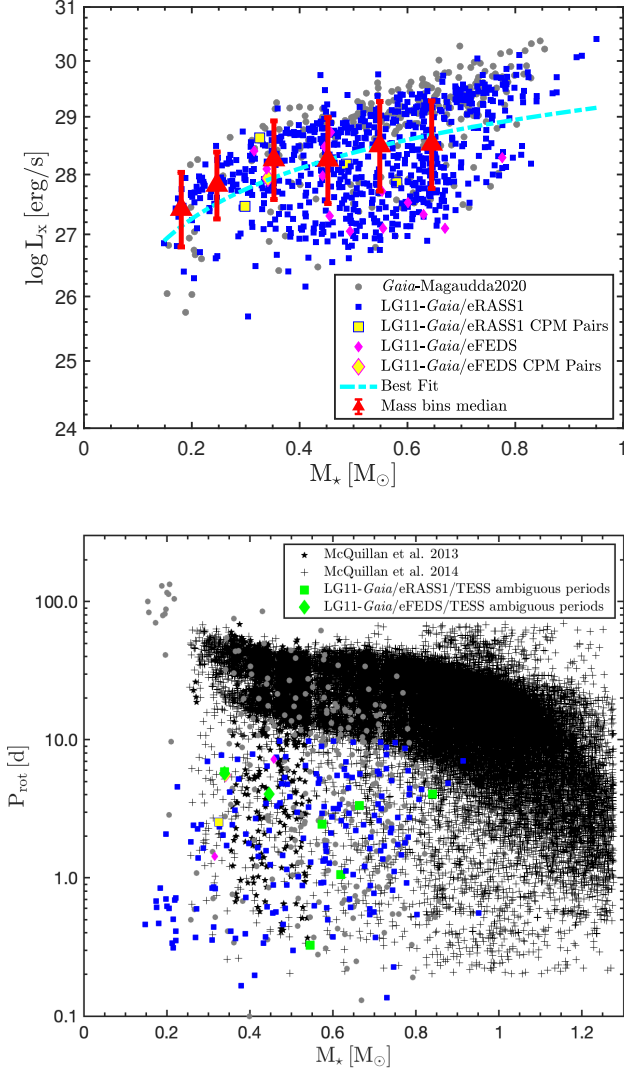 31
30
29
28
27
26
25
24
log Lx [erg/s]
0
0.2
0.4
0.6
0.8
1
M⋆ [M⊙]
Gaia-Magaudda2020
LG11-Gaia/eRASS1
LG11-Gaia/eRASS1 CPM Pairs
LG11-Gaia/eFEDS
LG11-Gaia/eFEDS CPM Pairs
Best Fit
Mass bins median
McQuillan et al. 2013
McQuillan et al. 2014
LG11-Gaia/eRASS1/TESS ambiguous periods
LG11-Gaia/eFEDS/TESS ambiguous periods
100.0
10.0
1.0
0.1
Prot [d]
0
0.2
0.4
0.6
0.8
1
1.2
M⋆ [M⊙]